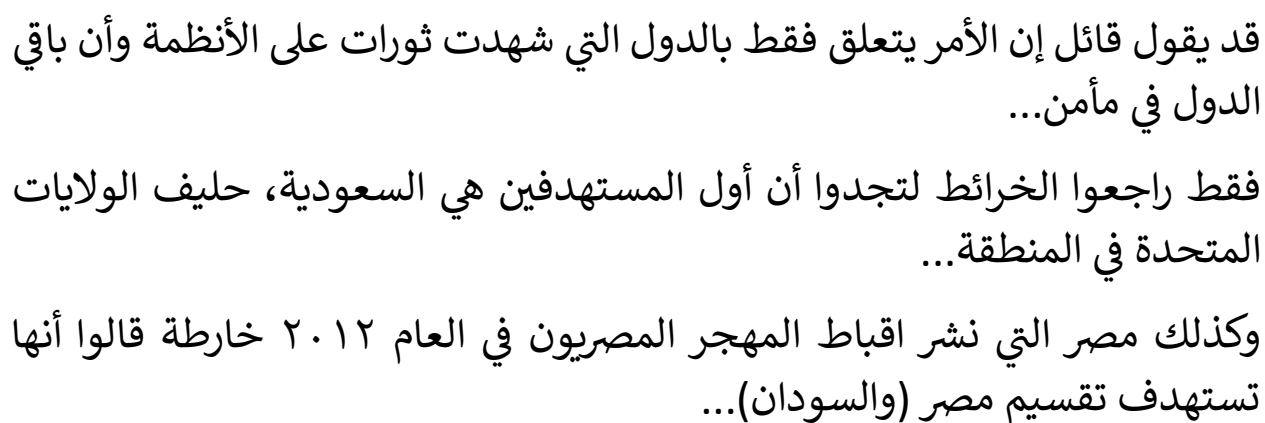 قد يقول قائل إن الأمر يتعلق فقط بالدول التي شهدت ثورات على الأنظمة وأن باقي
الدول في مأمن...
فقط راجعوا الخرائط لتجدوا أن أول المستهدفين هي السعودية، حليف الولايات
المتحدة في المنطقة...
وكذلك مصر التي نشر اقباط المهجر المصريون في العام ٢٠١٢ خارطة قالوا أنها
تستهدف تقسيم مصر (والسودان)...